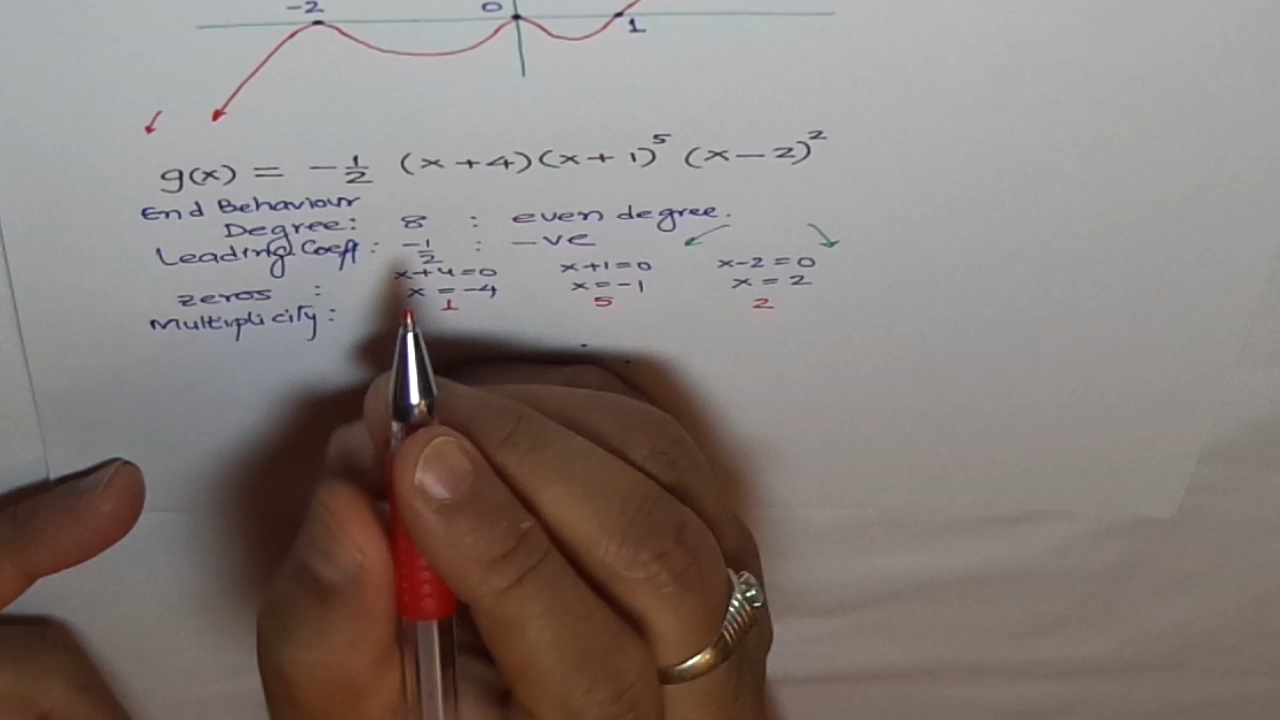 -2 0 1
g(x) = -1/2 (x+4)(x+1)^5 (x-2)^2
End Behaviour
Degree: 8 : even degree.
Leading Coeff: -1/2 : -ve
x+4=0 x+1=0 x-2=0
zeros : x=-4 x=-1 x=2
Multiplicity: 1 5 2